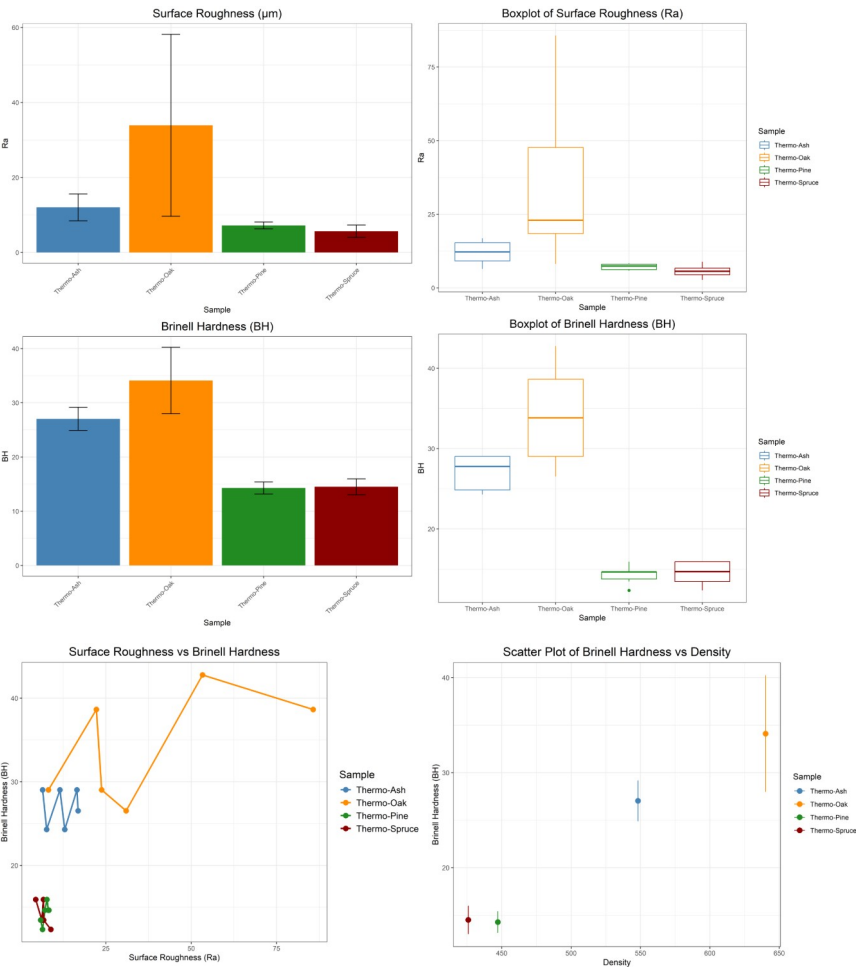 Surface Roughness (µm)
60
40
20
0
Ra
Thermo-Ash
Thermo-Oak
Thermo-Pine
Thermo-Spruce
Sample
Boxplot of Surface Roughness (Ra)
75
50
25
0
Ra
Thermo-Ash
Thermo-Oak
Thermo-Pine
Thermo-Spruce
Sample
Sample
Thermo-Ash
Thermo-Oak
Thermo-Pine
Thermo-Spruce
Brinell Hardness (BH)
40
30
20
10
0
BH
Thermo-Ash
Thermo-Oak
Thermo-Pine
Thermo-Spruce
Sample
Boxplot of Brinell Hardness (BH)
40
30
20
BH
Thermo-Ash
Thermo-Oak
Thermo-Pine
Thermo-Spruce
Sample
Sample
Thermo-Ash
Thermo-Oak
Thermo-Pine
Thermo-Spruce
Surface Roughness vs Brinell Hardness
40
30
20
Brinell Hardness (BH)
25
50
75
Surface Roughness (Ra)
Sample
Thermo-Ash
Thermo-Oak
Thermo-Pine
Thermo-Spruce
Scatter Plot of Brinell Hardness vs Density
40
30
20
Brinell Hardness (BH)
450
500
550
600
650
Density
Sample
Thermo-Ash
Thermo-Oak
Thermo-Pine
Thermo-Spruce